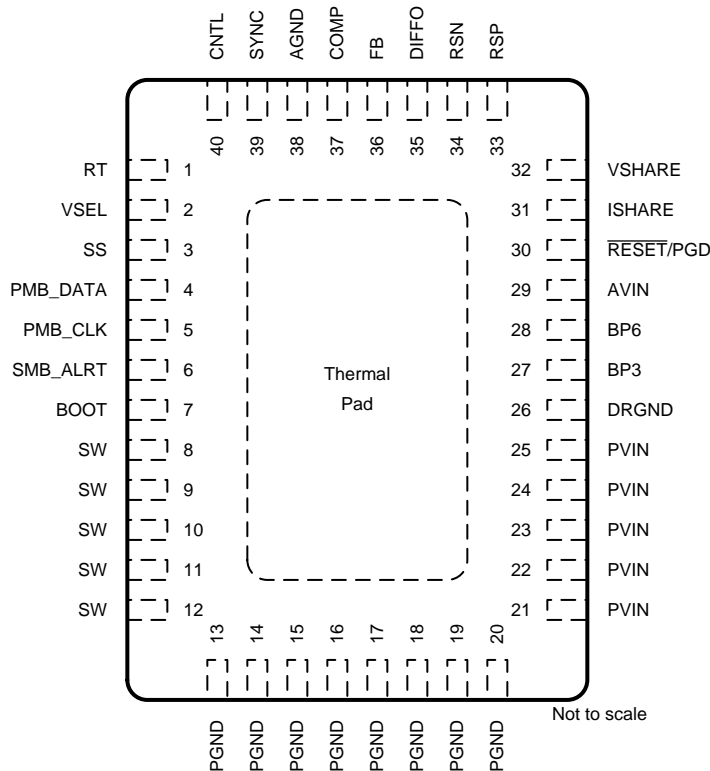 CNTL SYNC AGND COMP FB DIFFO RSN RSP
40 39 38 37 36 35 34 33
RT 1 32 VSHARE
VSEL 2 31 ISHARE
SS 3 30 RESET/PGD
PMB_DATA 4 29 AVIN
PMB_CLK 5 28 BP6
SMB_ALRT 6 27 BP3
Thermal
Pad
BOOT 7 26 DRGND
SW 8 25 PVIN
SW 9 24 PVIN
SW 10 23 PVIN
SW 11 22 PVIN
SW 12 21 PVIN
13 14 15 16 17 18 19 20
PGND PGND PGND PGND PGND PGND PGND PGND
Not to scale